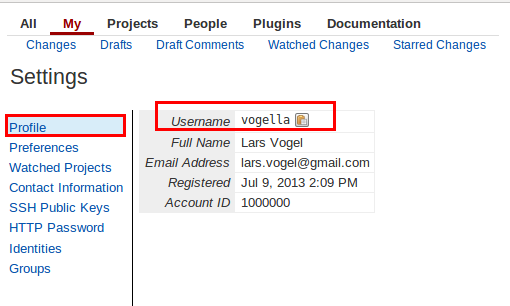 All My Projects People Plugins Documentation
Changes Drafts Draft Comments Watched Changes Starred Changes
Settings
Profile
Preferences
Watched Projects
Contact Information
SSH Public Keys
HTTP Password
Identities
Groups
Username vogella
Full Name Lars Vogel
Email Address lars.vogel@gmail.com
Registered Jul 9, 2013 2:09 PM
Account ID 1000000